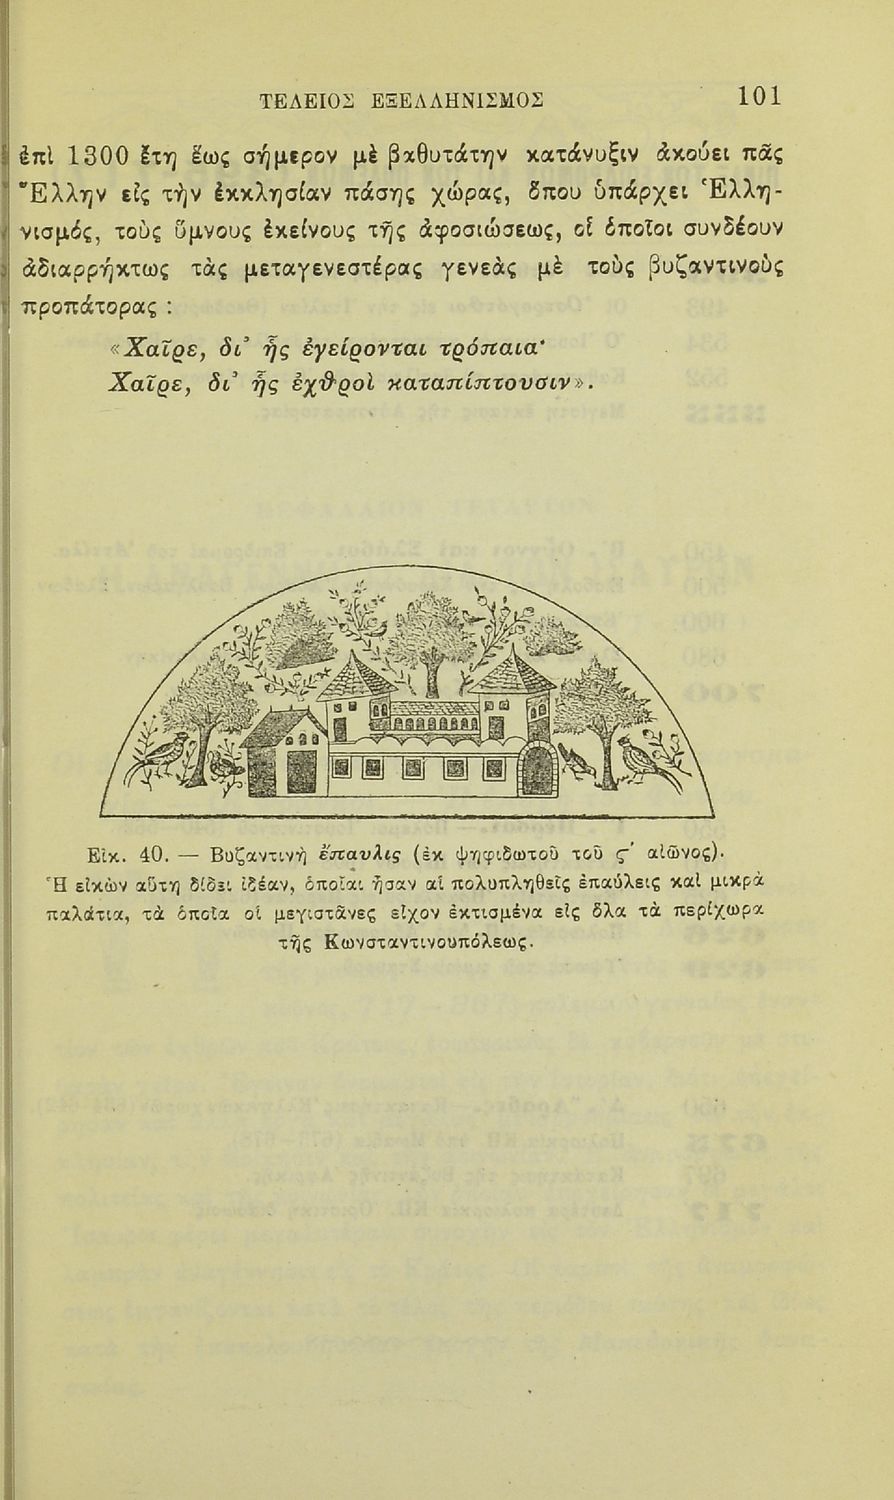 ΤΕΛΕΙΟΣ ΕΞΕΛΛΗΝΙΣΜΟΣ 101
ἐπὶ 1300 ἔτη ἕως σήμερον μὲ βαθυτάτην κατάνυξιν ἀκούει πᾶς
Ἕλλην εἰς τὴν ἐκκλησίαν πάσης χώρας, ὅπου ὑπάρχει Ἑλλη-
νισμός, τοὺς ὕμνους ἐκείνους τῆς ἀφοσιώσεως, οἱ ὁποῖοι συνδέουν
ἀδιαρρήκτως τὰς μεταγενεστέρας γενεὰς μὲ τοὺς βυζαντινοὺς
προπάτορας :
«Χαῖρε, δι᾽ ἧς ἐγείρονται τρόπαια·
Χαῖρε, δι᾽ ἧς ἐχθροὶ καταπίπτουσιν».
Εἰκ. 40. — Βυζαντινὴ ἔπαυλις (ἐκ ψηφιδωτοῦ τοῦ ς΄ αἰῶνος).
Ἡ εἰκὼν αὕτη δίδει ἰδέαν, ὁποῖαι ἦσαν αἱ πολυπληθεῖς ἐπαύλεις καὶ μικρὰ
παλάτια, τὰ ὁποῖα οἱ μεγιστᾶνες εἶχον ἐκτισμένα εἰς ὅλα τὰ περίχωρα
τῆς Κωνσταντινουπόλεως.